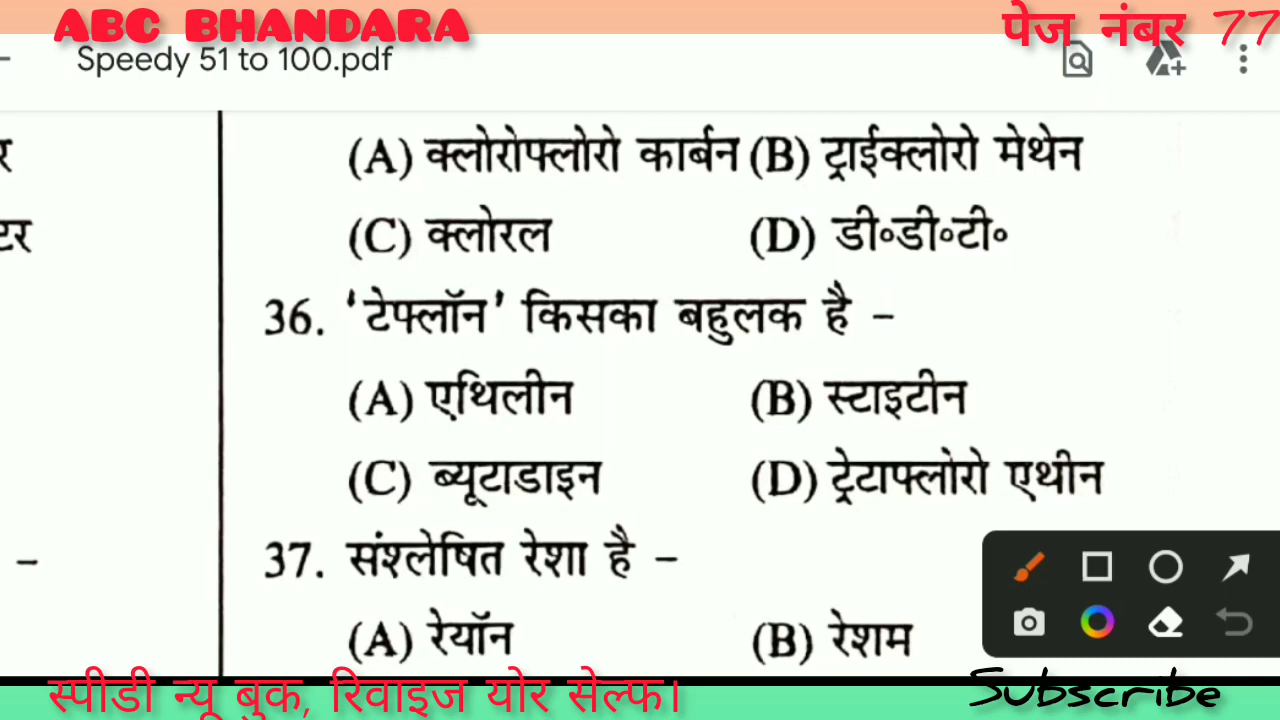 ABC BHANDARA
पेज नंबर 77
Speedy 51 to 100.pdf
र
टर
(A) क्लोरोफ्लोरो कार्बन (B) ट्राईक्लोरो मेथेन
(C) क्लोरल (D) डी॰डी॰टी॰
36. 'टेफ्लॉन' किसका बहुलक है –
(A) एथिलीन (B) स्टाइटीन
(C) ब्यूटाडाइन (D) ट्रेटाफ्लोरो एथीन
–
37. संश्लेषित रेशा है –
(A) रेयॉन (B) रेशम
स्पीडी न्यू बुक, रिवाइज योर सेल्फ।
Subscribe